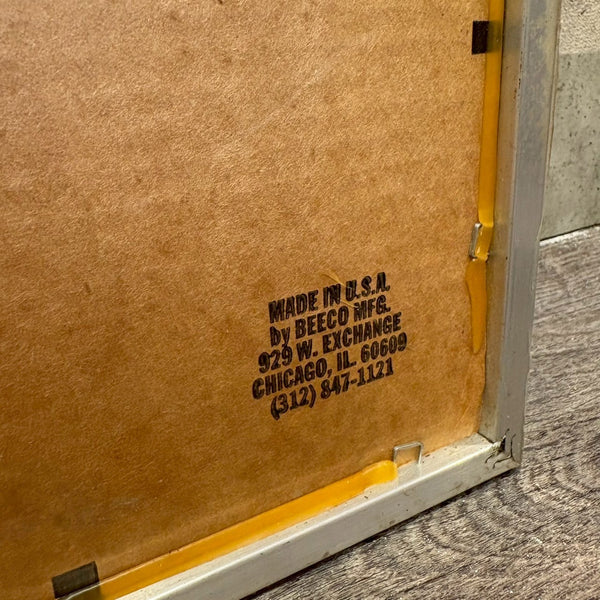 MADE IN U.S.A.
by BEECO MFG.
929 W. EXCHANGE
CHICAGO, IL 60609
(312) 847-1121